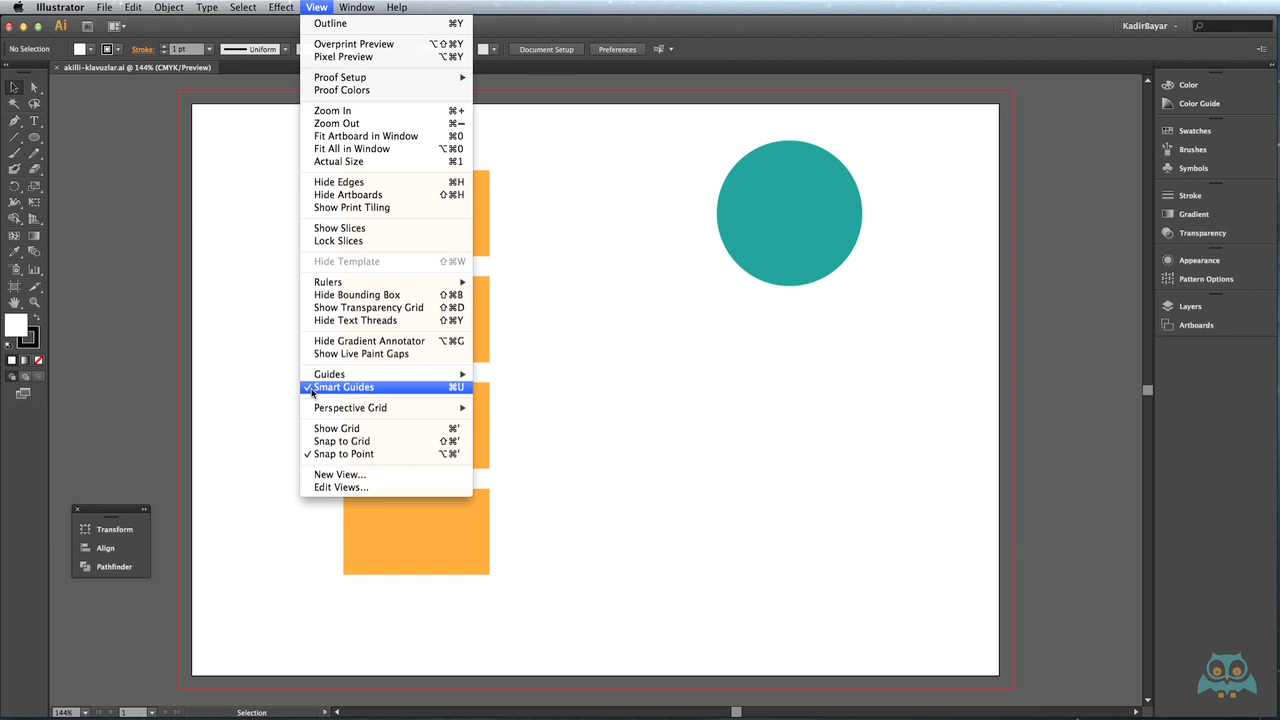 Illustrator File Edit Object Type Select Effect View Window Help
Ai Br KadirBayar
No Selection Stroke: 1 pt Uniform Document Setup Preferences
akilli-klavuzlar.ai @ 144% (CMYK/Preview)
Outline ⌘Y
Overprint Preview ⌥⇧⌘Y
Pixel Preview ⌥⌘Y
Proof Setup
Proof Colors
Zoom In ⌘+
Zoom Out ⌘−
Fit Artboard in Window ⌘0
Fit All in Window ⌥⌘0
Actual Size ⌘1
Hide Edges ⌘H
Hide Artboards ⇧⌘H
Show Print Tiling
Show Slices
Lock Slices
Hide Template ⇧⌘W
Rulers
Hide Bounding Box ⇧⌘B
Show Transparency Grid ⇧⌘D
Hide Text Threads ⇧⌘Y
Hide Gradient Annotator ⌥⌘G
Show Live Paint Gaps
Guides
Smart Guides ⌘U
Perspective Grid
Show Grid ⌘'
Snap to Grid ⇧⌘'
Snap to Point ⌥⌘'
New View...
Edit Views...
Transform
Align
Pathfinder
Color
Color Guide
Swatches
Brushes
Symbols
Stroke
Gradient
Transparency
Appearance
Pattern Options
Layers
Artboards
144% 1 Selection